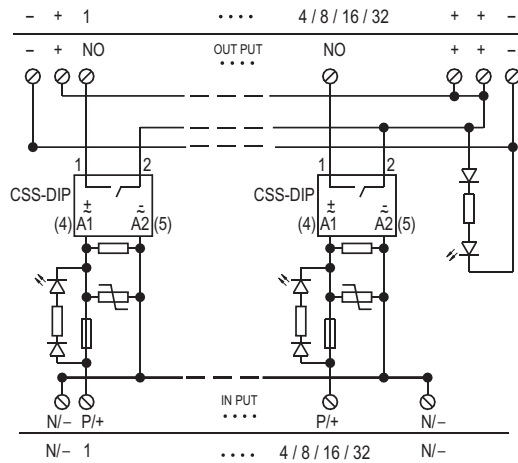 – + 1 .... 4 / 8 / 16 / 32 + + –
– + NO OUT PUT .... NO + + –
1 2 1 2
CSS-DIP CSS-DIP
± ~ - ~ ± ~ - ~
(4) A1 A2 (5) (4) A1 A2 (5)
IN PUT
N/– P/+ .... P/+ N/–
N/– 1 .... 4 / 8 / 16 / 32 N/–